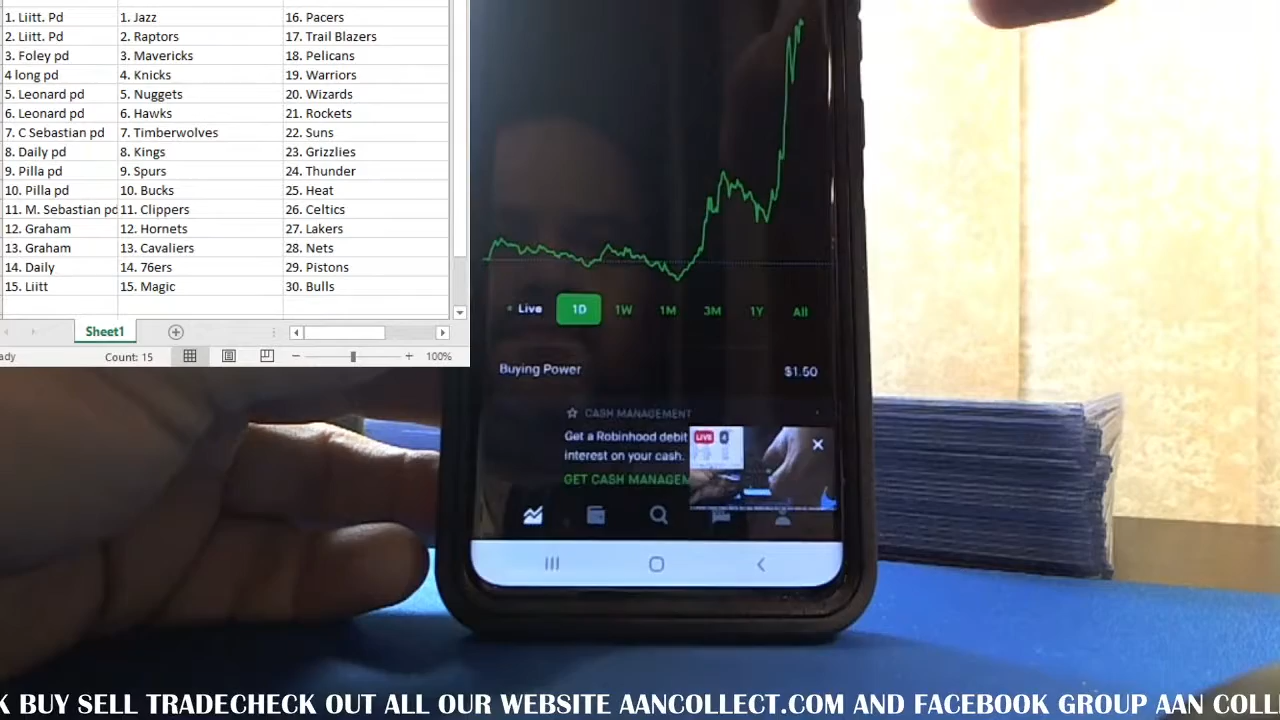 1. Liitt. Pd 1. Jazz 16. Pacers
2. Liitt. Pd 2. Raptors 17. Trail Blazers
3. Foley pd 3. Mavericks 18. Pelicans
4 long pd 4. Knicks 19. Warriors
5. Leonard pd 5. Nuggets 20. Wizards
6. Leonard pd 6. Hawks 21. Rockets
7. C Sebastian pd 7. Timberwolves 22. Suns
8. Daily pd 8. Kings 23. Grizzlies
9. Pilla pd 9. Spurs 24. Thunder
10. Pilla pd 10. Bucks 25. Heat
11. M. Sebastian pd 11. Clippers 26. Celtics
12. Graham 12. Hornets 27. Lakers
13. Graham 13. Cavaliers 28. Nets
14. Daily 14. 76ers 29. Pistons
15. Liitt 15. Magic 30. Bulls
Sheet1
ady Count: 15 100%
Live 1D 1W 1M 3M 1Y All
Buying Power $1.50
CASH MANAGEMENT
Get a Robinhood debit
interest on your cash.
GET CASH MANAGEM
LIVE 4
K BUY SELL TRADECHECK OUT ALL OUR WEBSITE AANCOLLECT.COM AND FACEBOOK GROUP AAN COLL